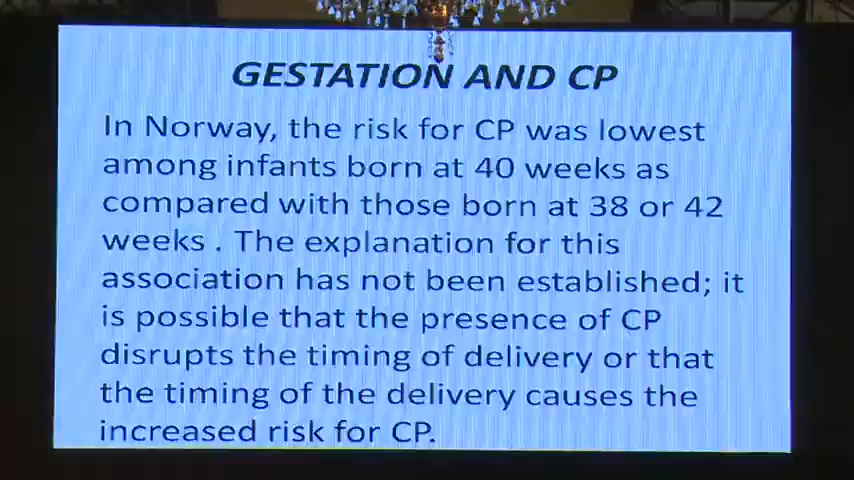 GESTATION AND CP
In Norway, the risk for CP was lowest
among infants born at 40 weeks as
compared with those born at 38 or 42
weeks . The explanation for this
association has not been established; it
is possible that the presence of CP
disrupts the timing of delivery or that
the timing of the delivery causes the
increased risk for CP.